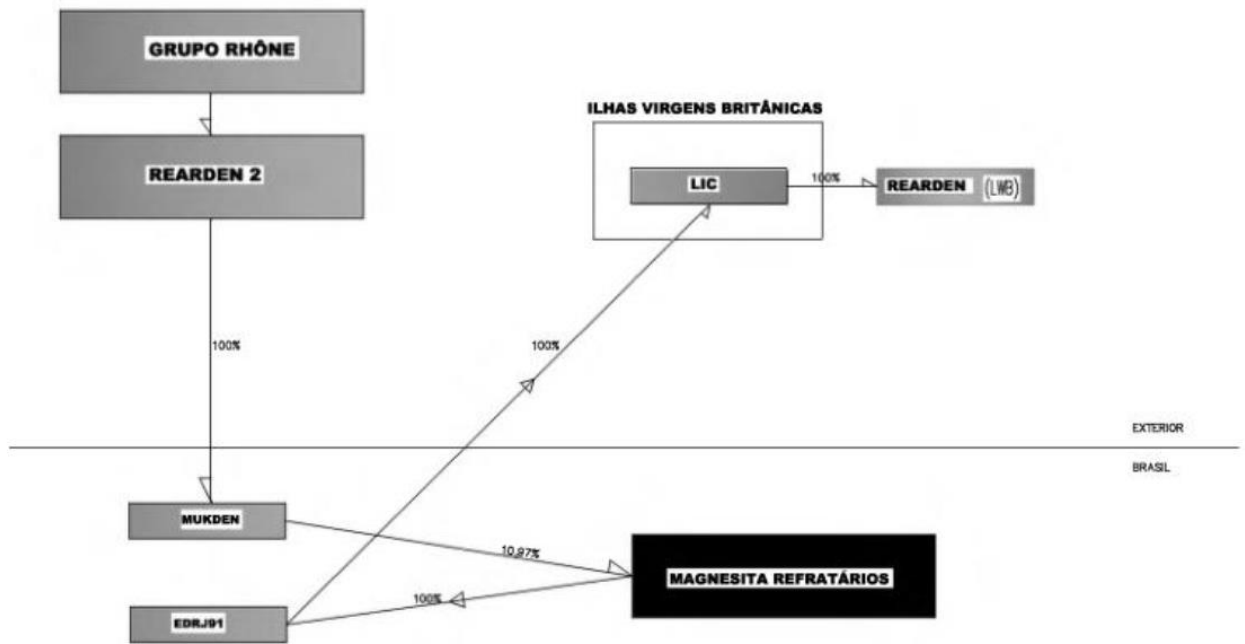 GRUPO RHÔNE
ILHAS VIRGENS BRITÂNICAS
REARDEN 2
LIC
100%
REARDEN (LWB)
100%
100%
EXTERIOR
BRASIL
MUKDEN
10,97%
MAGNESITA REFRATÁRIOS
100%
EDRJ91